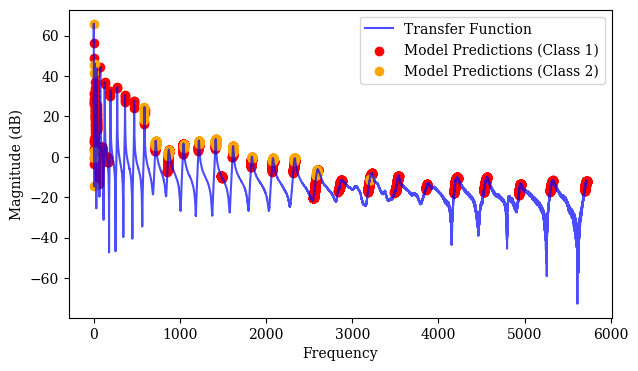 Transfer Function
Model Predictions (Class 1)
Model Predictions (Class 2)
Magnitude (dB)
60
40
20
0
−20
−40
−60
0 1000 2000 3000 4000 5000 6000
Frequency